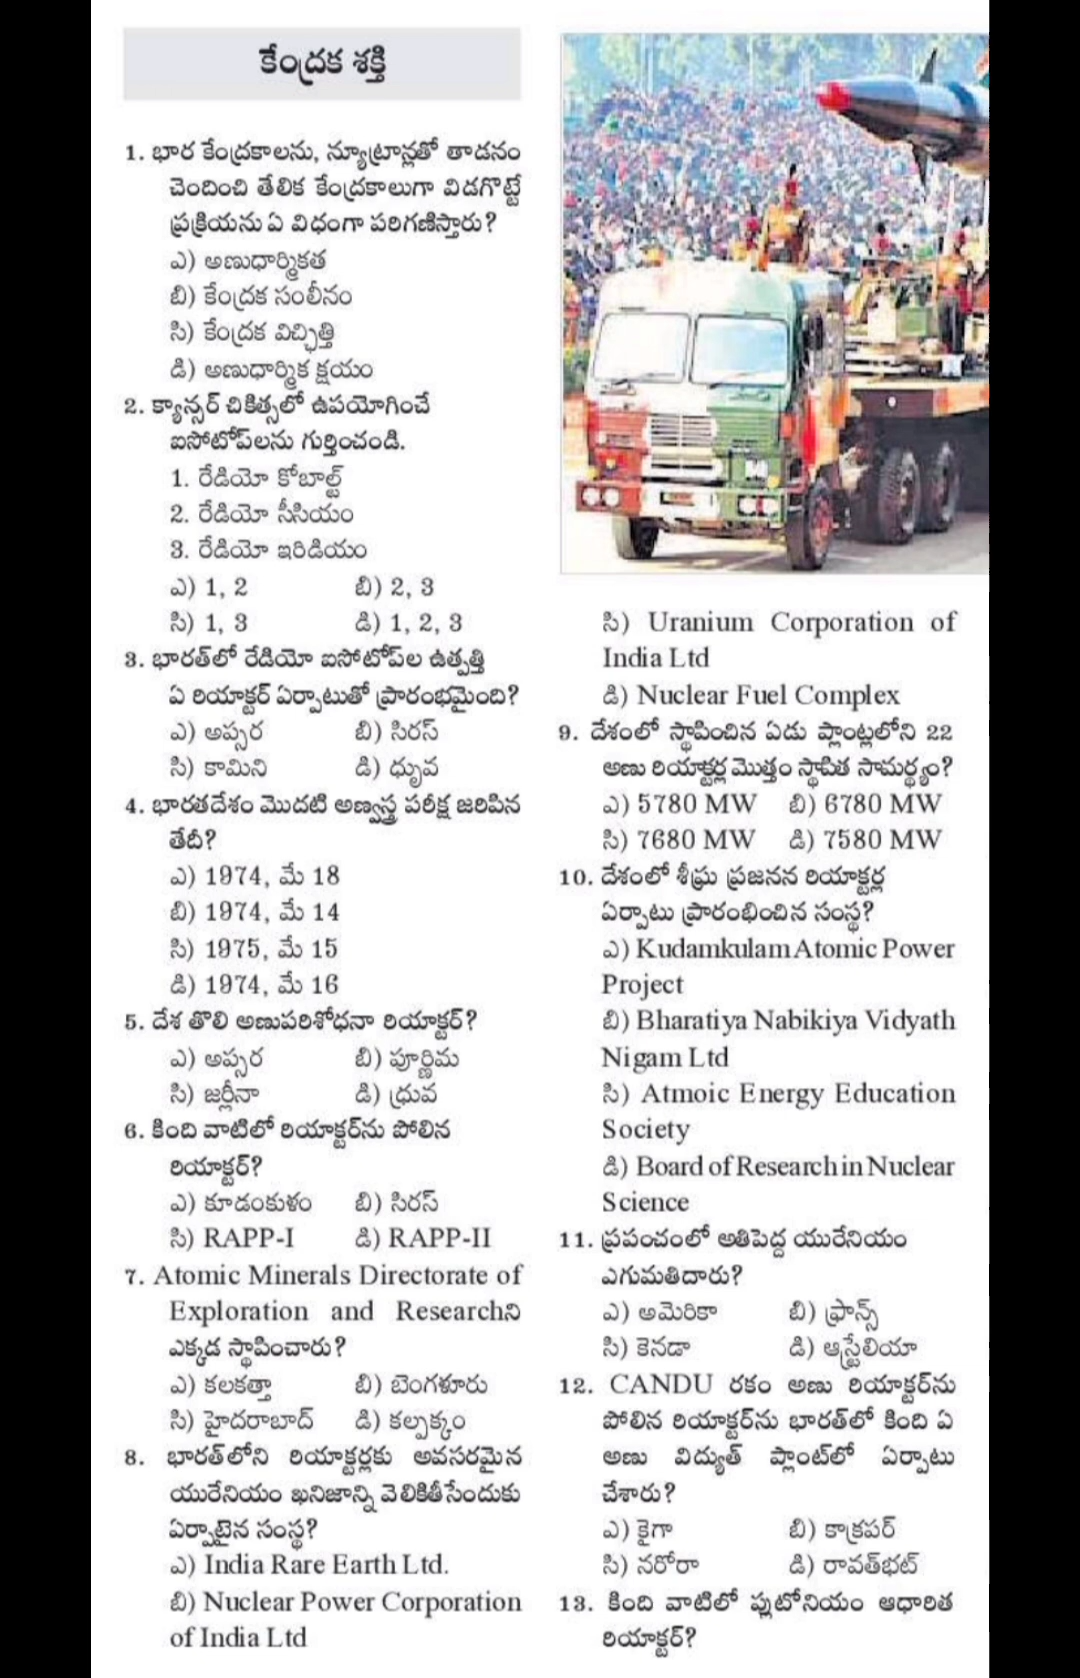 కేంద్రక శక్తి
1. భార కేంద్రకాలను, న్యూట్రాన్లతో తాడనం
చెందించి తేలిక కేంద్రకాలుగా విడగొట్టే
ప్రక్రియను ఏ విధంగా పరిగణిస్తారు?
ఎ) అణుధార్మికత
బి) కేంద్రక సంలీనం
సి) కేంద్రక విచ్ఛిత్తి
డి) అణుధార్మిక క్షయం
2. క్యాన్సర్ చికిత్సలో ఉపయోగించే
ఐసోటోప్‌లను గుర్తించండి.
1. రేడియో కోబాల్ట్
2. రేడియో సీసియం
3. రేడియో ఇరిడియం
ఎ) 1, 2 బి) 2, 3
సి) 1, 3 డి) 1, 2, 3
3. భారత్‌లో రేడియో ఐసోటోప్‌ల ఉత్పత్తి
ఏ రియాక్టర్ ఏర్పాటుతో ప్రారంభమైంది?
ఎ) అప్సర బి) సిరస్
సి) కామిని డి) ధృువ
4. భారతదేశం మొదటి అణ్వస్త్ర పరీక్ష జరిపిన
తేదీ?
ఎ) 1974, మే 18
బి) 1974, మే 14
సి) 1975, మే 15
డి) 1974, మే 16
5. దేశ తొలి అణుపరిశోధనా రియాక్టర్?
ఎ) అప్సర బి) పూర్ణిమ
సి) జర్లీనా డి) ధ్రువ
6. కింది వాటిలో రియాక్టర్‌ను పోలిన
రియాక్టర్?
ఎ) కూడంకుళం బి) సిరస్
సి) RAPP-I డి) RAPP-II
7. Atomic Minerals Directorate of
Exploration and Researchని
ఎక్కడ స్థాపించారు?
ఎ) కలకత్తా బి) బెంగళూరు
సి) హైదరాబాద్ డి) కల్పక్కం
8. భారత్‌లోని రియాక్టర్లకు అవసరమైన
యురేనియం ఖనిజాన్ని వెలికితీసేందుకు
ఏర్పాటైన సంస్థ?
ఎ) India Rare Earth Ltd.
బి) Nuclear Power Corporation
of India Ltd
సి) Uranium Corporation of
India Ltd
డి) Nuclear Fuel Complex
9. దేశంలో స్థాపించిన ఏడు ప్లాంట్లలోని 22
అణు రియాక్టర్ల మొత్తం స్థాపిత సామర్థ్యం?
ఎ) 5780 MW బి) 6780 MW
సి) 7680 MW డి) 7580 MW
10. దేశంలో శీఘ్ర ప్రజనన రియాక్టర్ల
ఏర్పాటు ప్రారంభించిన సంస్థ?
ఎ) Kudamkulam Atomic Power
Project
బి) Bharatiya Nabikiya Vidyath
Nigam Ltd
సి) Atmoic Energy Education
Society
డి) Board of Research in Nuclear
Science
11. ప్రపంచంలో అతిపెద్ద యురేనియం
ఎగుమతిదారు?
ఎ) అమెరికా బి) ఫ్రాన్స్
సి) కెనడా డి) ఆస్ట్రేలియా
12. CANDU రకం అణు రియాక్టర్‌ను
పోలిన రియాక్టర్‌ను భారత్‌లో కింది ఏ
అణు విద్యుత్ ప్లాంట్‌లో ఏర్పాటు
చేశారు?
ఎ) కైగా బి) కాక్రపర్
సి) నరోరా డి) రావత్‌భట్
13. కింది వాటిలో ప్లుటోనియం ఆధారిత
రియాక్టర్?